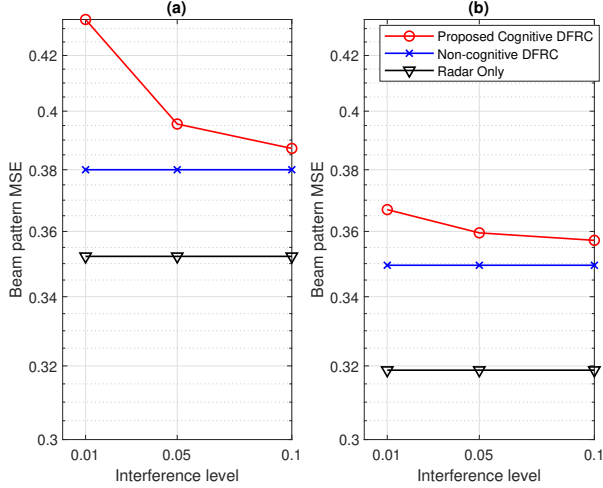 (a)
0.42
0.4
0.38
0.36
0.34
0.32
0.3
Beam pattern MSE
0.01
0.05
0.1
Interference level
(b)
Proposed Cognitive DFRC
Non-cognitive DFRC
Radar Only
0.42
0.4
0.38
0.36
0.34
0.32
0.3
Beam pattern MSE
0.01
0.05
0.1
Interference level